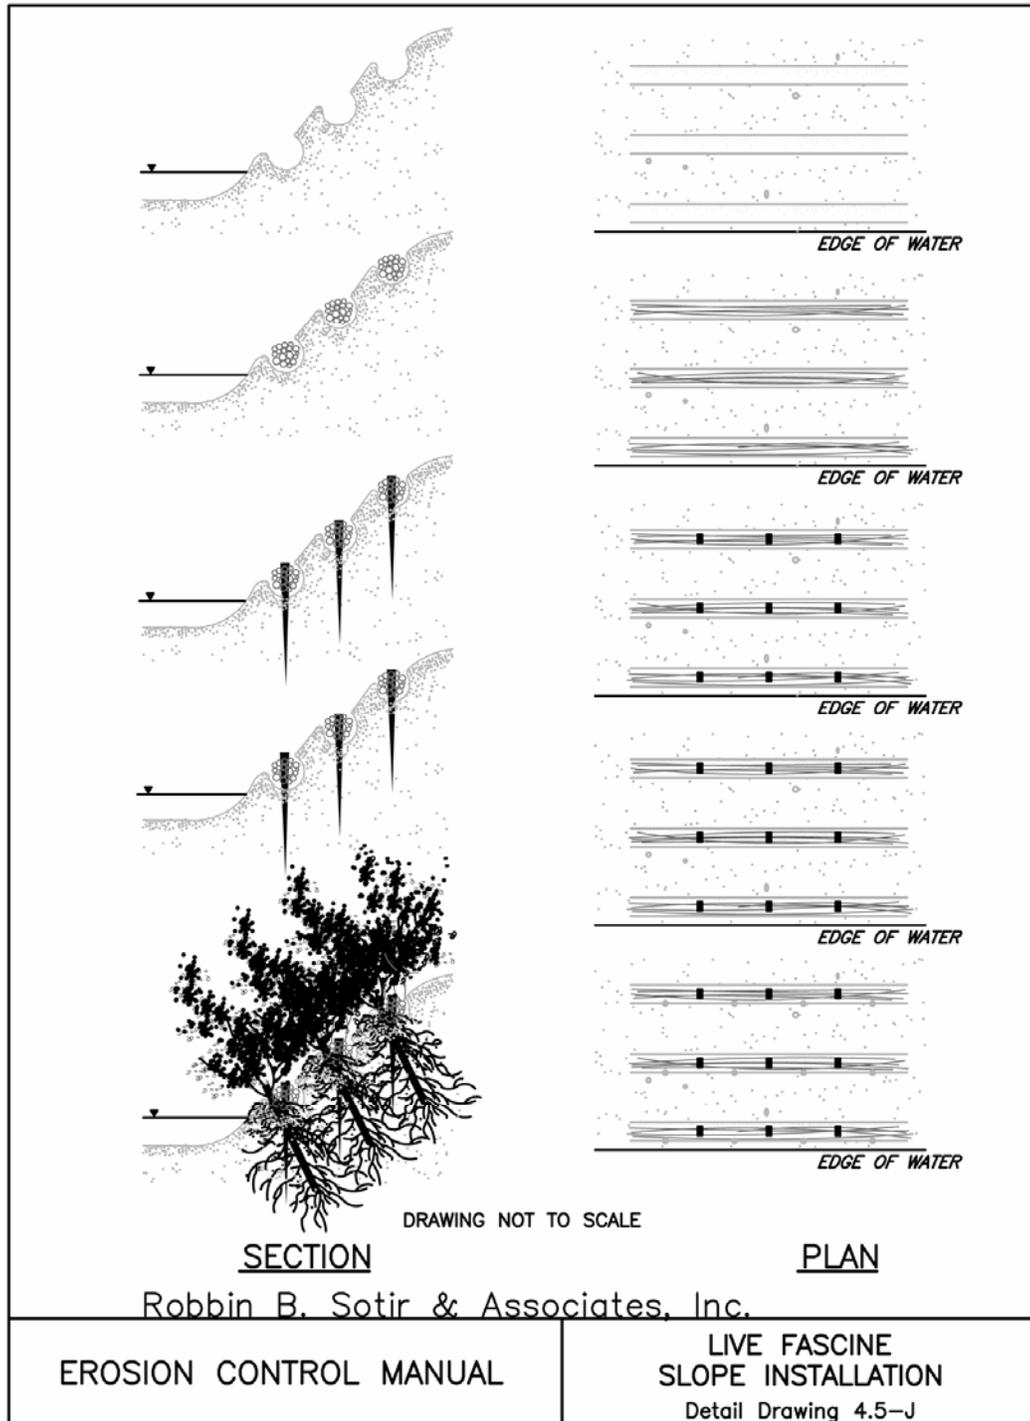 EDGE OF WATER
EDGE OF WATER
EDGE OF WATER
EDGE OF WATER
EDGE OF WATER
DRAWING NOT TO SCALE
SECTION
PLAN
Robbin B. Sotir & Associates, Inc.
EROSION CONTROL MANUAL
LIVE FASCINE
SLOPE INSTALLATION
Detail Drawing 4.5-J